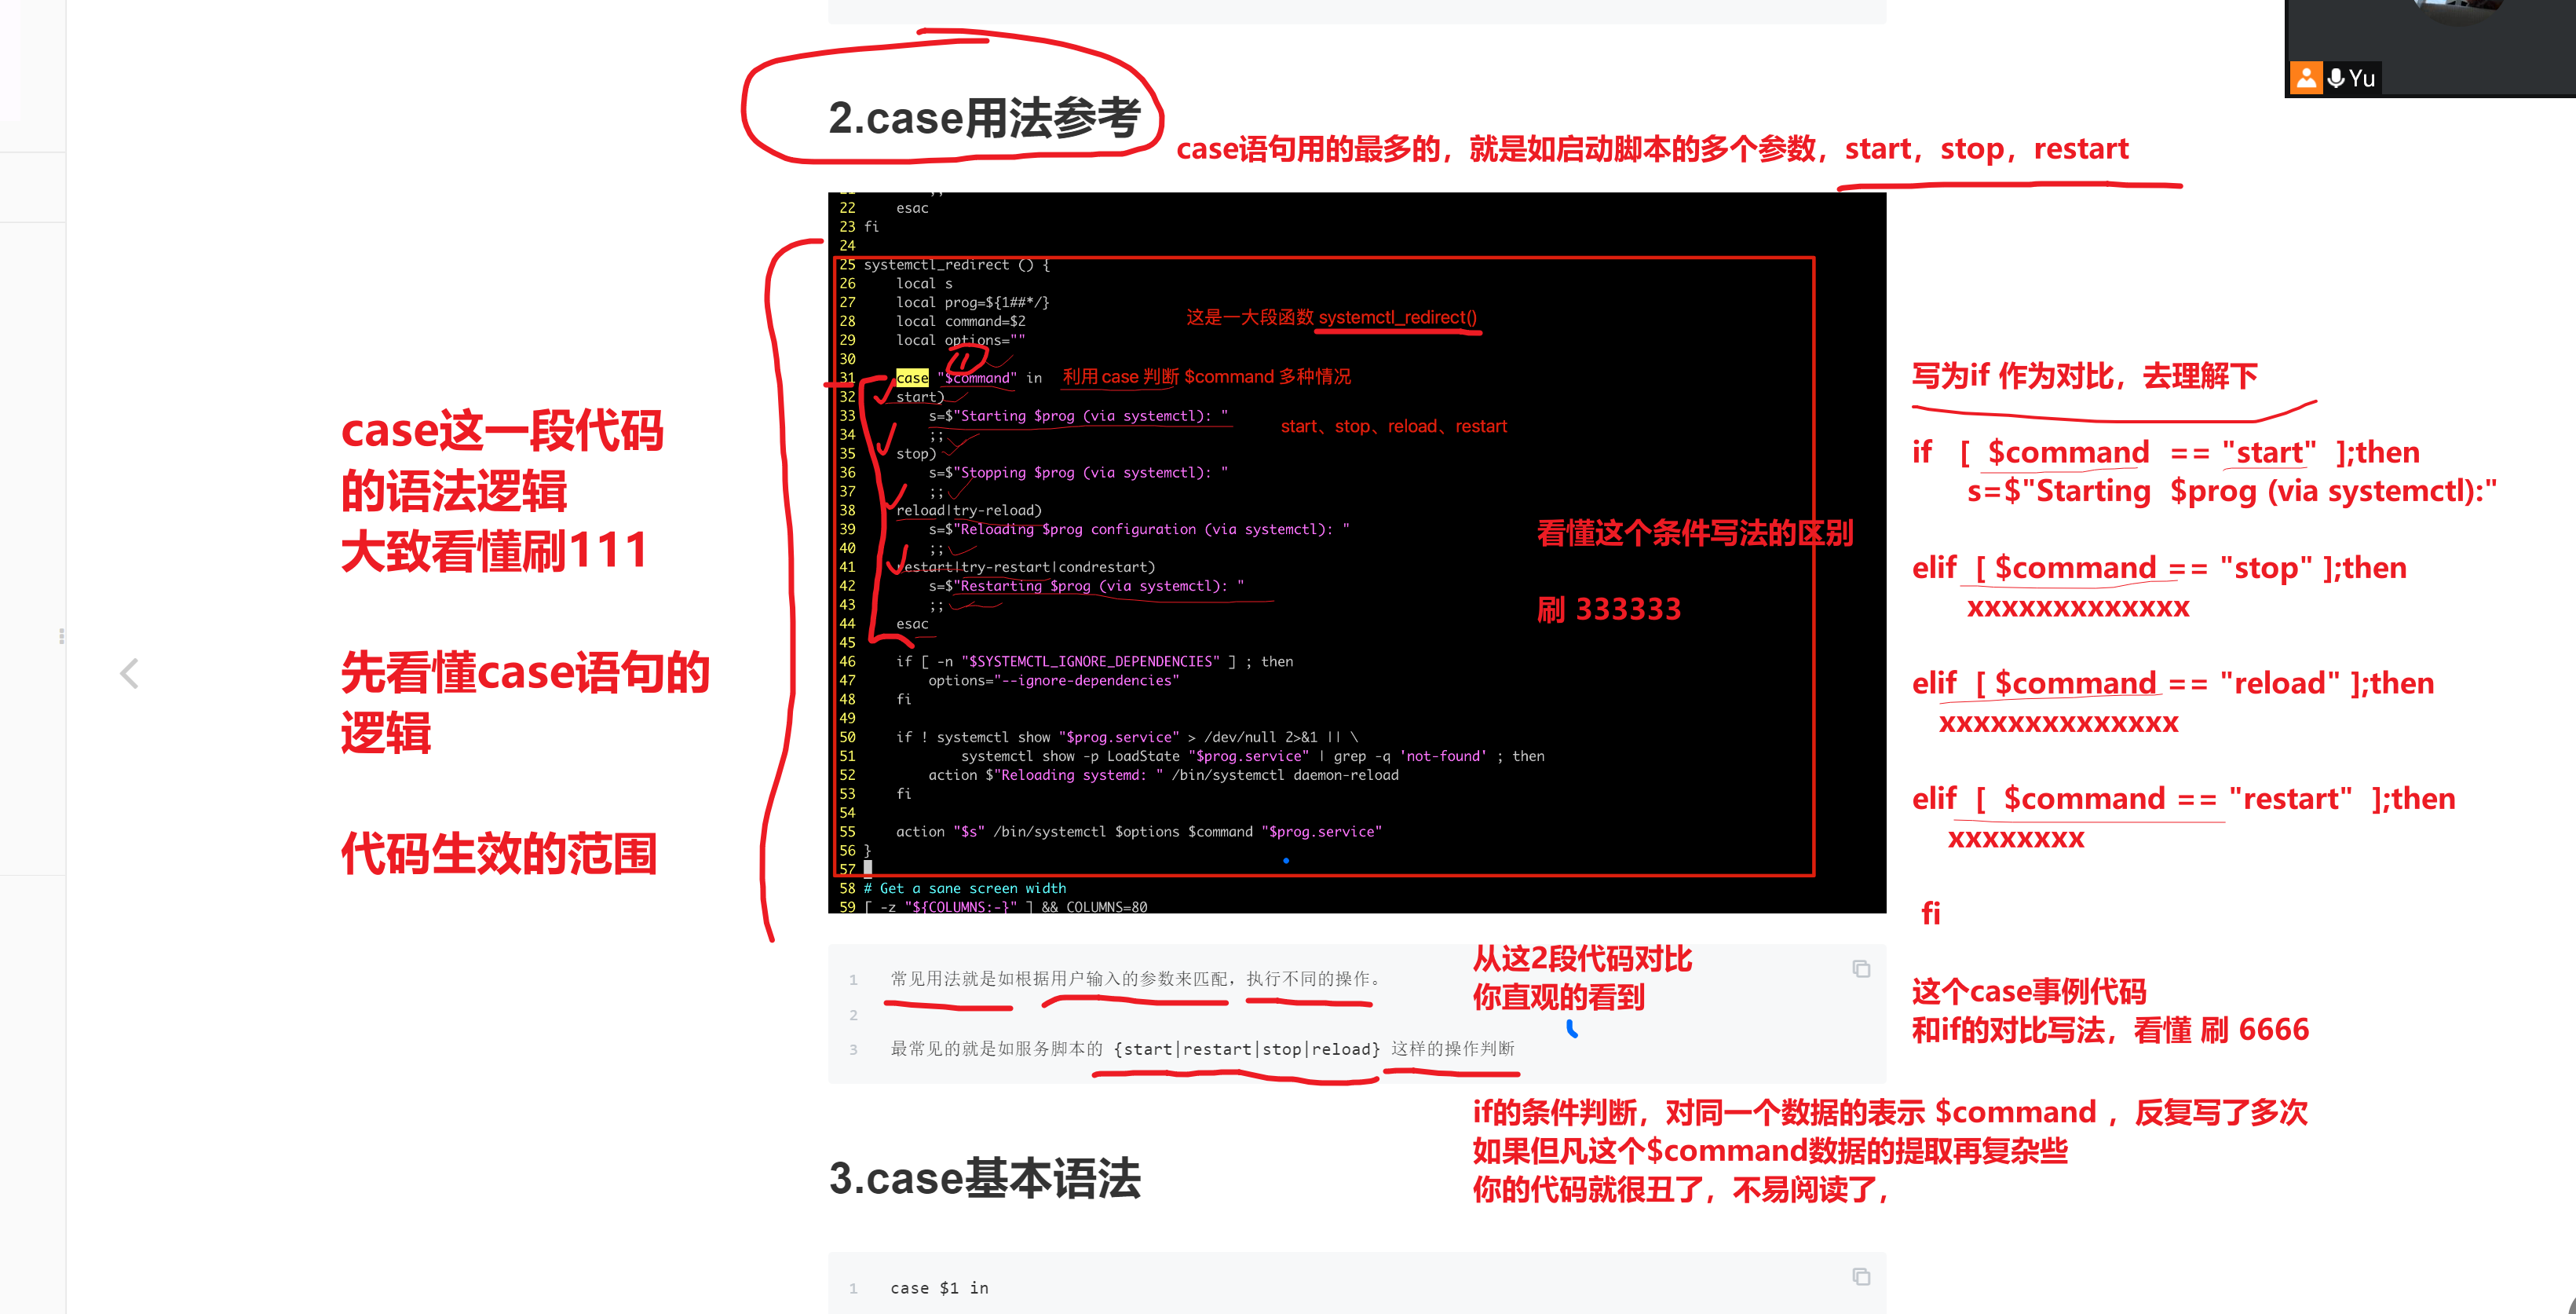 Yu
2.case用法参考
case语句用的最多的，就是如启动脚本的多个参数，start，stop，restart
22 esac
23 fi
24
25 systemctl_redirect () {
26 local s
27 local prog=${1##*/}
28 local command=$2
29 local options=""
30
31 case "$command" in
32 start)
33 s=$"Starting $prog (via systemctl): "
34 ;;
35 stop)
36 s=$"Stopping $prog (via systemctl): "
37 ;;
38 reload|try-reload)
39 s=$"Reloading $prog configuration (via systemctl): "
40 ;;
41 restart|try-restart|condrestart)
42 s=$"Restarting $prog (via systemctl): "
43 ;;
44 esac
45
46 if [ -n "$SYSTEMCTL_IGNORE_DEPENDENCIES" ] ; then
47 options="--ignore-dependencies"
48 fi
49
50 if ! systemctl show "$prog.service" > /dev/null 2>&1 || \
51 systemctl show -p LoadState "$prog.service" | grep -q 'not-found' ; then
52 action $"Reloading systemd: " /bin/systemctl daemon-reload
53 fi
54
55 action "$s" /bin/systemctl $options $command "$prog.service"
56 }
57
58 # Get a sane screen width
59 [ -z "${COLUMNS:-}" ] && COLUMNS=80
这是一大段函数 systemctl_redirect()
利用case 判断 $command 多种情况
start、stop、reload、restart
看懂这个条件写法的区别
刷 333333
case这一段代码
的语法逻辑
大致看懂刷111
先看懂case语句的
逻辑
代码生效的范围
写为if 作为对比，去理解下
if [ $command == "start" ];then
s=$"Starting $prog (via systemctl):"
elif [ $command == "stop" ];then
xxxxxxxxxxxxx
elif [ $command == "reload" ];then
xxxxxxxxxxxxxx
elif [ $command == "restart" ];then
xxxxxxxx
fi
这个case事例代码
和if的对比写法，看懂 刷 6666
1 常见用法就是如根据用户输入的参数来匹配，执行不同的操作。
2
3 最常见的就是如服务脚本的 {start|restart|stop|reload} 这样的操作判断
从这2段代码对比
你直观的看到
if的条件判断，对同一个数据的表示 $command ，反复写了多次
如果但凡这个$command数据的提取再复杂些
你的代码就很丑了，不易阅读了，
3.case基本语法
1 case $1 in